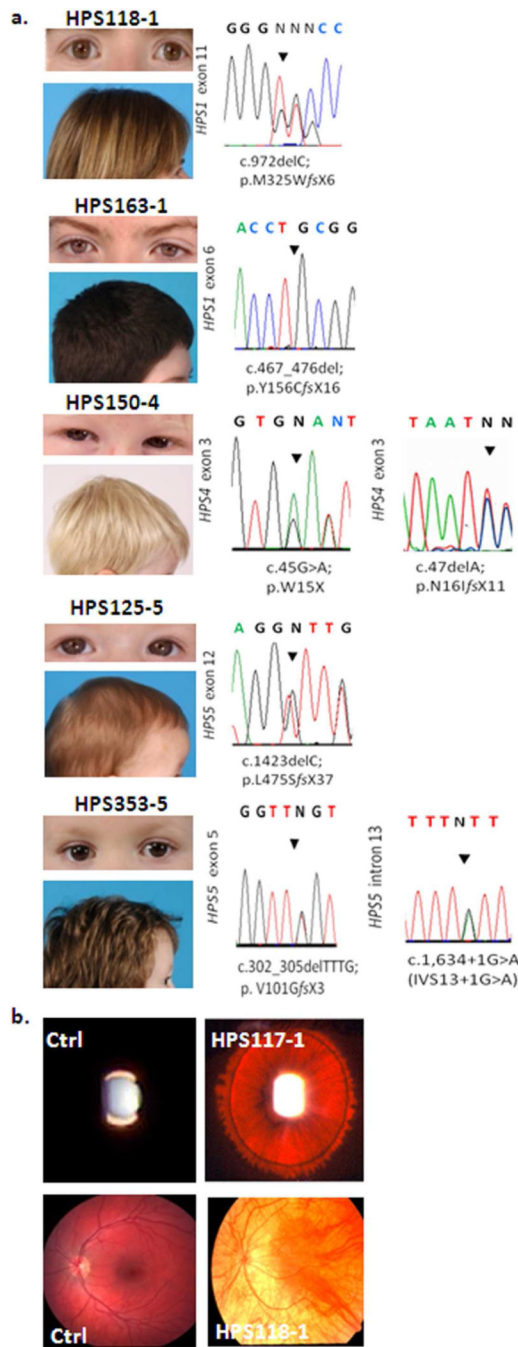 a.
HPS118-1
HPS1 exon 11
G G G N N N C C
c.972delC;
p.M325WfsX6
HPS163-1
HPS1 exon 6
A C C T G C G G
c.467_476del;
p.Y156CfsX16
HPS150-4
HPS4 exon 3
G T G N A N T
c.45G>A;
p.W15X
HPS4 exon 3
T A A T N N
c.47delA;
p.N16IfsX11
HPS125-5
HPS5 exon 12
A G G N T T G
c.1423delC;
p.L475SfsX37
HPS353-5
HPS5 exon 5
G G T T N G T
c.302_305delTTTG;
p. V101GfsX3
HPS5 intron 13
T T T N T T
c.1,634+1G>A
(IVS13+1G>A)
b.
Ctrl
HPS117-1
Ctrl
HPS118-1